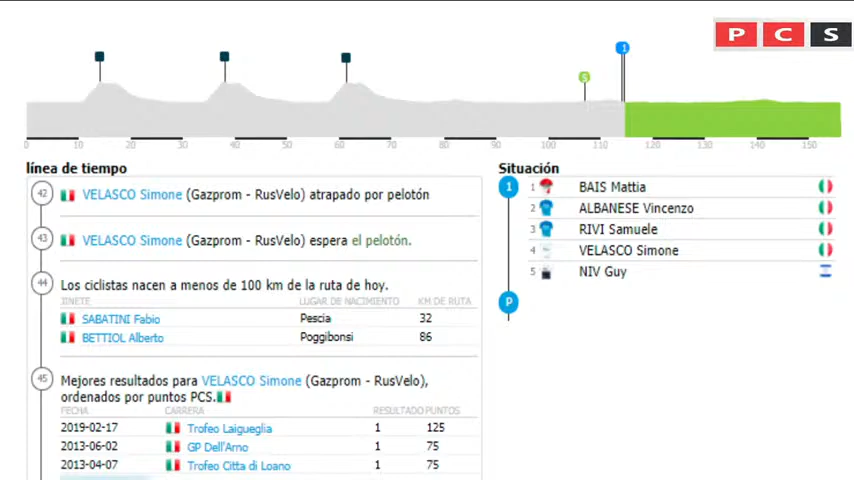 PCS
1
S
0 10 20 30 40 50 60 70 80 90 100 110 120 130 140 150
línea de tiempo
42 VELASCO Simone (Gazprom - RusVelo) atrapado por pelotón
43 VELASCO Simone (Gazprom - RusVelo) espera el pelotón.
44 Los ciclistas nacen a menos de 100 km de la ruta de hoy.
JINETE LUGAR DE NACIMIENTO KM DE RUTA
SABATINI Fabio Pescia 32
BETTIOL Alberto Poggibonsi 86
45 Mejores resultados para VELASCO Simone (Gazprom - RusVelo),
ordenados por puntos PCS.
FECHA CARRERA RESULTADO PUNTOS
2019-02-17 Trofeo Laigueglia 1 125
2013-06-02 GP Dell'Arno 1 75
2013-04-07 Trofeo Citta di Loano 1 75
Situación
1
1 BAIS Mattia
2 ALBANESE Vincenzo
3 RIVI Samuele
4 VELASCO Simone
5 NIV Guy
P